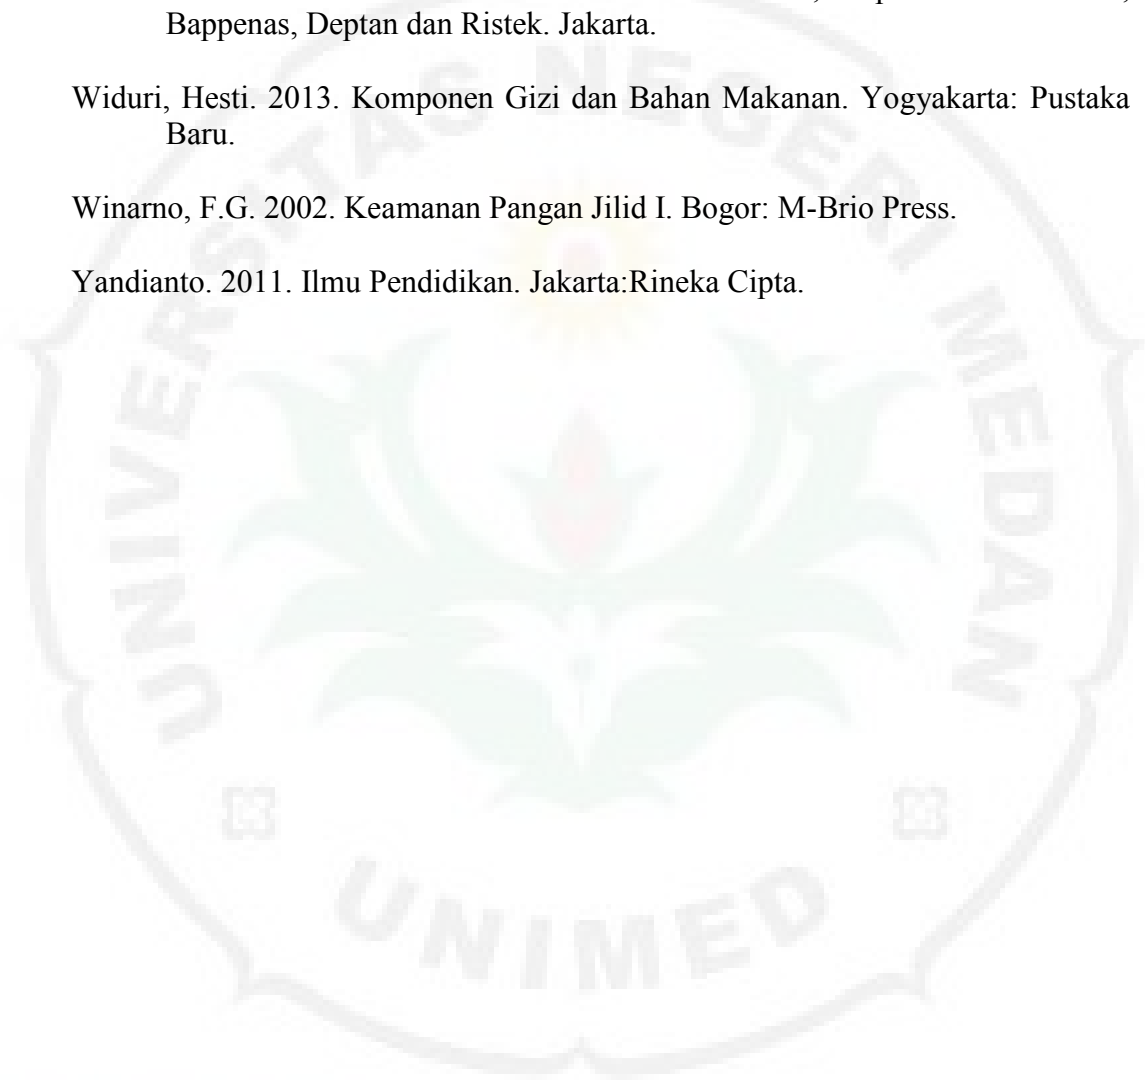 Bappenas, Deptan dan Ristek. Jakarta.
Widuri, Hesti. 2013. Komponen Gizi dan Bahan Makanan. Yogyakarta: Pustaka
Baru.
Winarno, F.G. 2002. Keamanan Pangan Jilid I. Bogor: M-Brio Press.
Yandianto. 2011. Ilmu Pendidikan. Jakarta:Rineka Cipta.
UNIVERSITAS NEGERI MEDAN
UNIMED